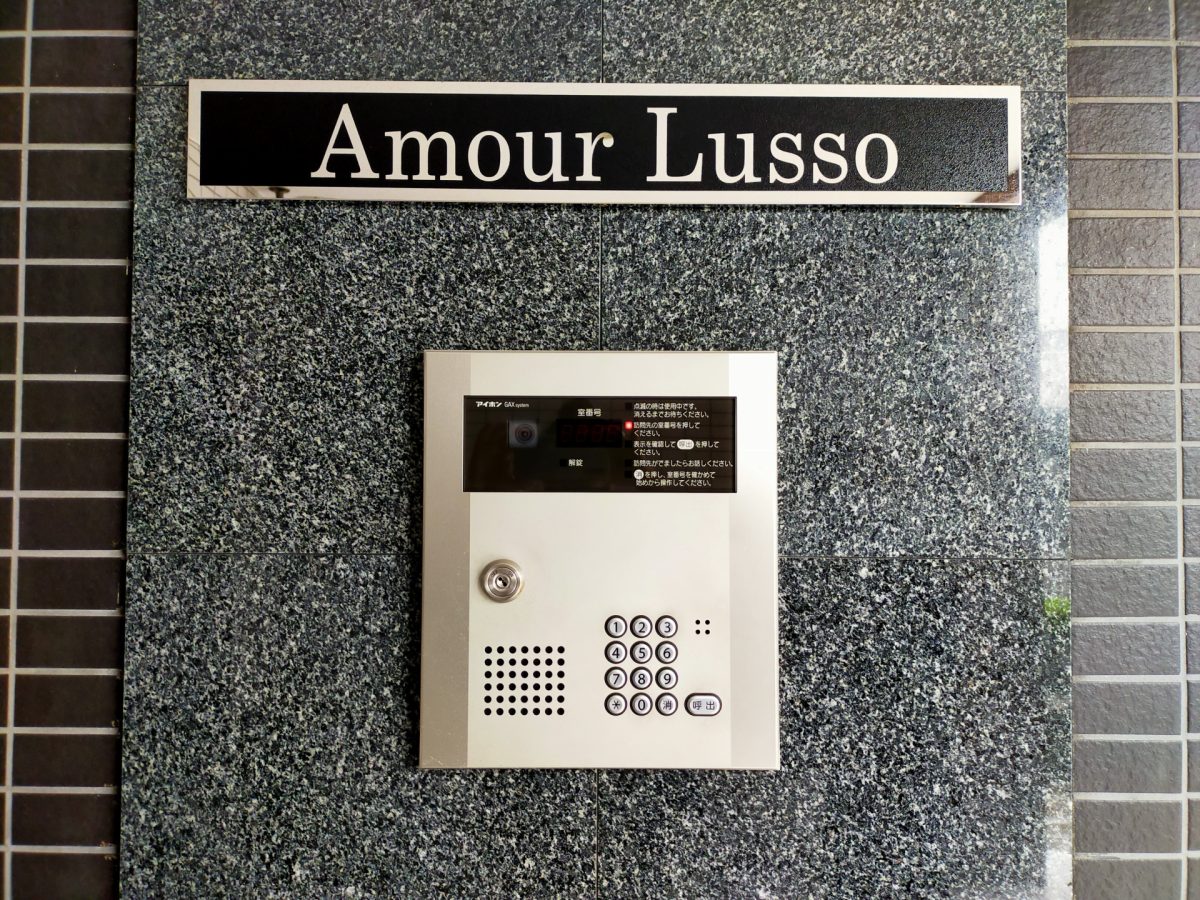 Amour Lusso
アイホン GAX system
室番号
解錠
点滅の時は使用中です。
消えるまでお待ちください。
訪問先の室番号を押して
ください。
表示を確認して 呼出 を押して
ください。
訪問先がでましたらお話しください。
消 を押し、室番号を確かめて
始めから操作してください。
1 2 3
4 5 6
7 8 9
* 0 消 呼出